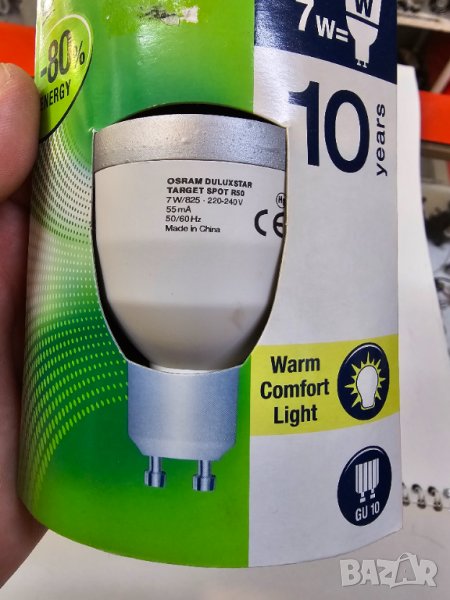 -80%
ENERGY
7W=
W
10
years
OSRAM DULUXSTAR
TARGET SPOT R50
7W/825 · 220-240V
55mA
50/60Hz
Made in China
CE
Warm
Comfort
Light
GU 10
BAZAR